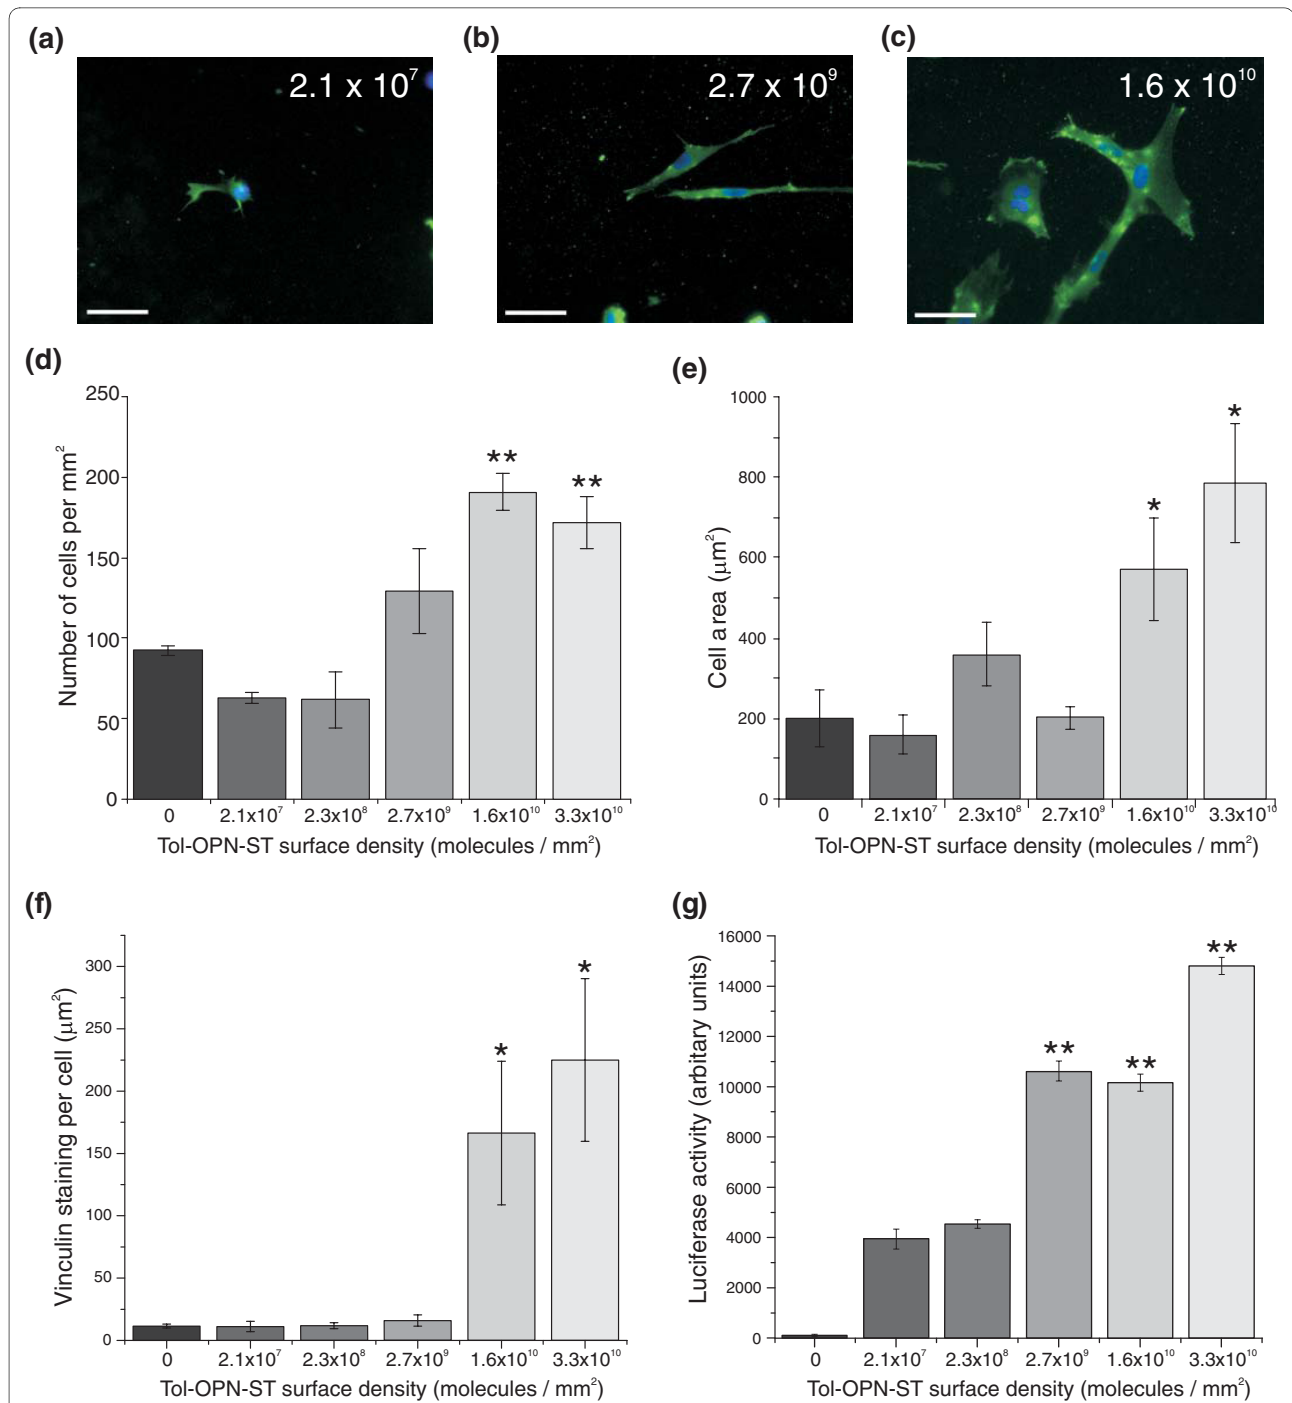 (a)
2.1 x 10⁷
(b)
2.7 x 10⁹
(c)
1.6 x 10¹⁰
(d)
250
200
150
100
50
0
Number of cells per mm²
** **
0 2.1x10⁷ 2.3x10⁸ 2.7x10⁹ 1.6x10¹⁰ 3.3x10¹⁰
Tol-OPN-ST surface density (molecules / mm²)
(e)
1000
800
600
400
200
0
Cell area (μm²)
* *
0 2.1x10⁷ 2.3x10⁸ 2.7x10⁹ 1.6x10¹⁰ 3.3x10¹⁰
Tol-OPN-ST surface density (molecules / mm²)
(f)
300
250
200
150
100
50
0
Vinculin staining per cell (μm²)
* *
0 2.1x10⁷ 2.3x10⁸ 2.7x10⁹ 1.6x10¹⁰ 3.3x10¹⁰
Tol-OPN-ST surface density (molecules / mm²)
(g)
16000
14000
12000
10000
8000
6000
4000
2000
0
Luciferase activity (arbitary units)
** ** **
0 2.1x10⁷ 2.3x10⁸ 2.7x10⁹ 1.6x10¹⁰ 3.3x10¹⁰
Tol-OPN-ST surface density (molecules / mm²)